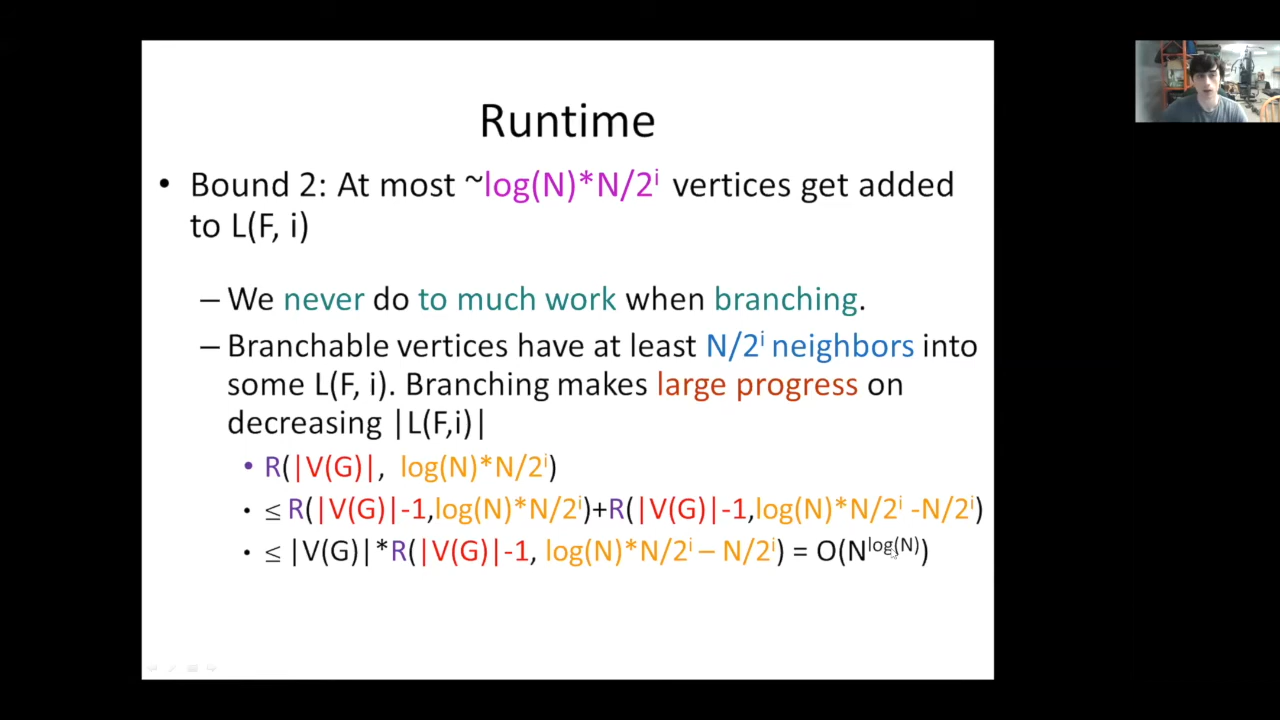 Runtime
• Bound 2: At most ~log(N)*N/2ⁱ vertices get added
to L(F, i)
– We never do to much work when branching.
– Branchable vertices have at least N/2ⁱ neighbors into
some L(F, i). Branching makes large progress on
decreasing |L(F,i)|
• R(|V(G)|, log(N)*N/2ⁱ)
• ≤ R(|V(G)|-1,log(N)*N/2ⁱ)+R(|V(G)|-1,log(N)*N/2ⁱ -N/2ⁱ)
• ≤ |V(G)|*R(|V(G)|-1, log(N)*N/2ⁱ – N/2ⁱ) = O(N^log(N))